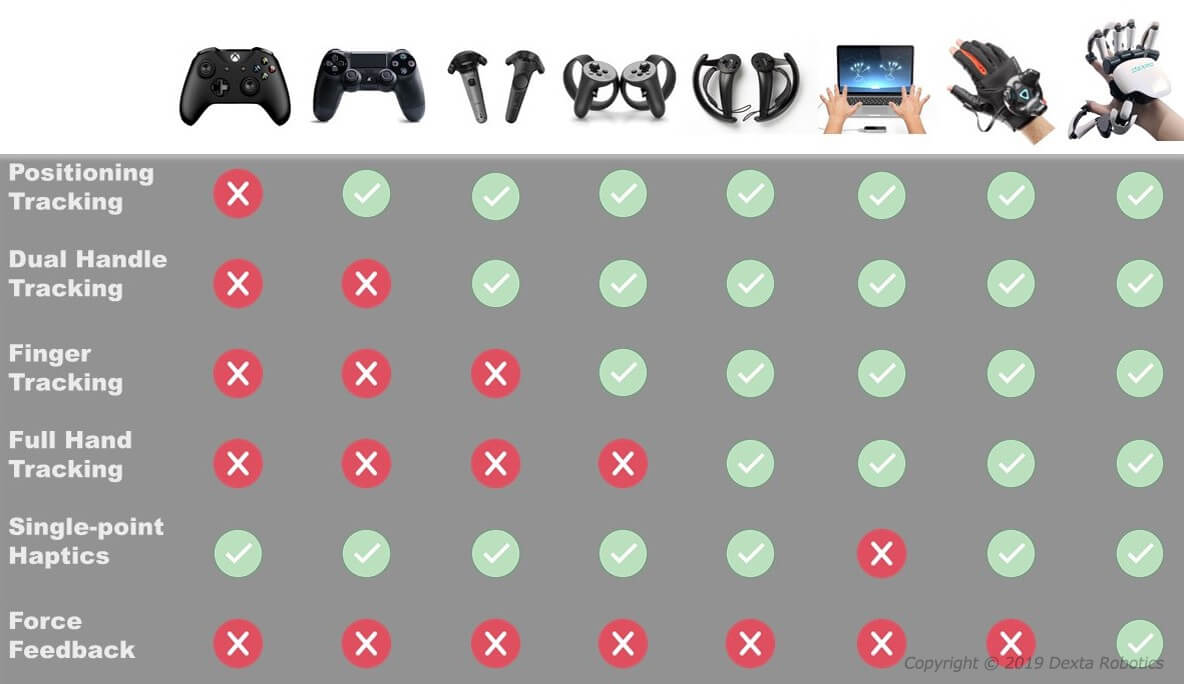 Positioning
Tracking
Dual Handle
Tracking
Finger
Tracking
Full Hand
Tracking
Single-point
Haptics
Force
Feedback
Copyright © 2019 Dexta Robotics